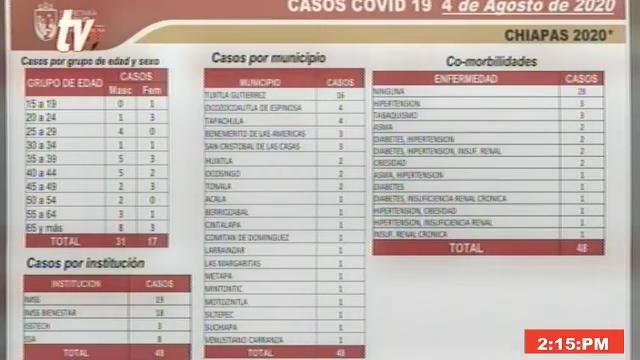 CASOS COVID 19 4 de Agosto de 2020
tv
CHIAPAS 2020*
Casos por grupo de edad y sexo
GRUPO DE EDAD CASOS
Masc Fem
15 a 19 0 1
20 a 24 1 3
25 a 29 4 0
30 a 34 1 1
35 a 39 5 3
40 a 44 5 2
45 a 49 2 3
50 a 54 2 0
55 a 64 3 1
65 y más 8 3
TOTAL 31 17
Casos por institución
INSTITUCION CASOS
IMSS 19
IMSS BIENESTAR 18
ISSTECH 3
SSA 8
TOTAL 48
Casos por municipio
MUNICIPIO CASOS
TUXTLA GUTIERREZ 16
OCOZOCOAUTLA DE ESPINOSA 4
TAPACHULA 4
BENEMERITO DE LAS AMERICAS 3
SAN CRISTOBAL DE LAS CASAS 3
HUIXTLA 2
OCOSINGO 2
TONALA 2
ACALA 1
BERRIOZABAL 1
CINTALAPA 1
COMITAN DE DOMINGUEZ 1
LARRAINZAR 1
LAS MARGARITAS 1
METAPA 1
MITONTIC 1
MOTOZINTLA 1
SILTEPEC 1
SUCHIAPA 1
VENUSTIANO CARRANZA 1
TOTAL 48
Co-morbilidades
ENFERMEDAD CASOS
NINGUNA 28
HIPERTENSION 3
TABAQUISMO 3
ASMA 2
DIABETES, HIPERTENSION 2
DIABETES, HIPERTENSION, INSUF. RENAL 2
OBESIDAD 2
ASMA, HIPERTENSION 1
DIABETES 1
DIABETES, INSUFICIENCIA RENAL CRONICA 1
HIPERTENSION, OBESIDAD 1
HIPERTENSION, INSUFICIENCIA RENAL 1
INSUF. RENAL CRONICA 1
TOTAL 48
2:15:PM